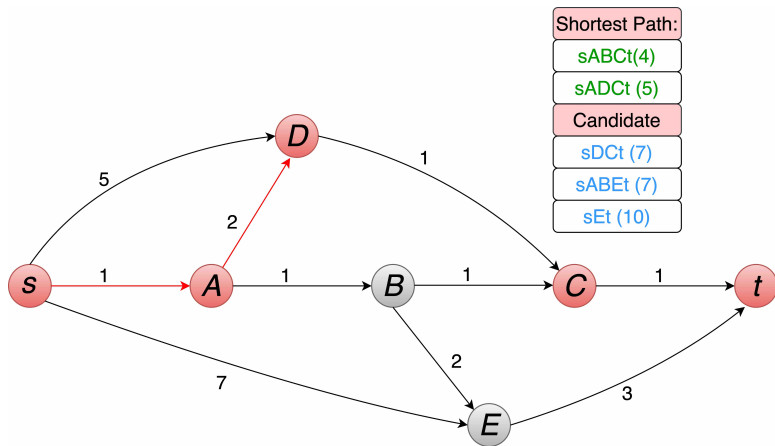 Shortest Path:
sABCt(4)
sADCt (5)
Candidate
sDCt (7)
sABEt (7)
sEt (10)
D
5
1
2
s
1
A
1
B
1
C
1
t
2
7
3
E